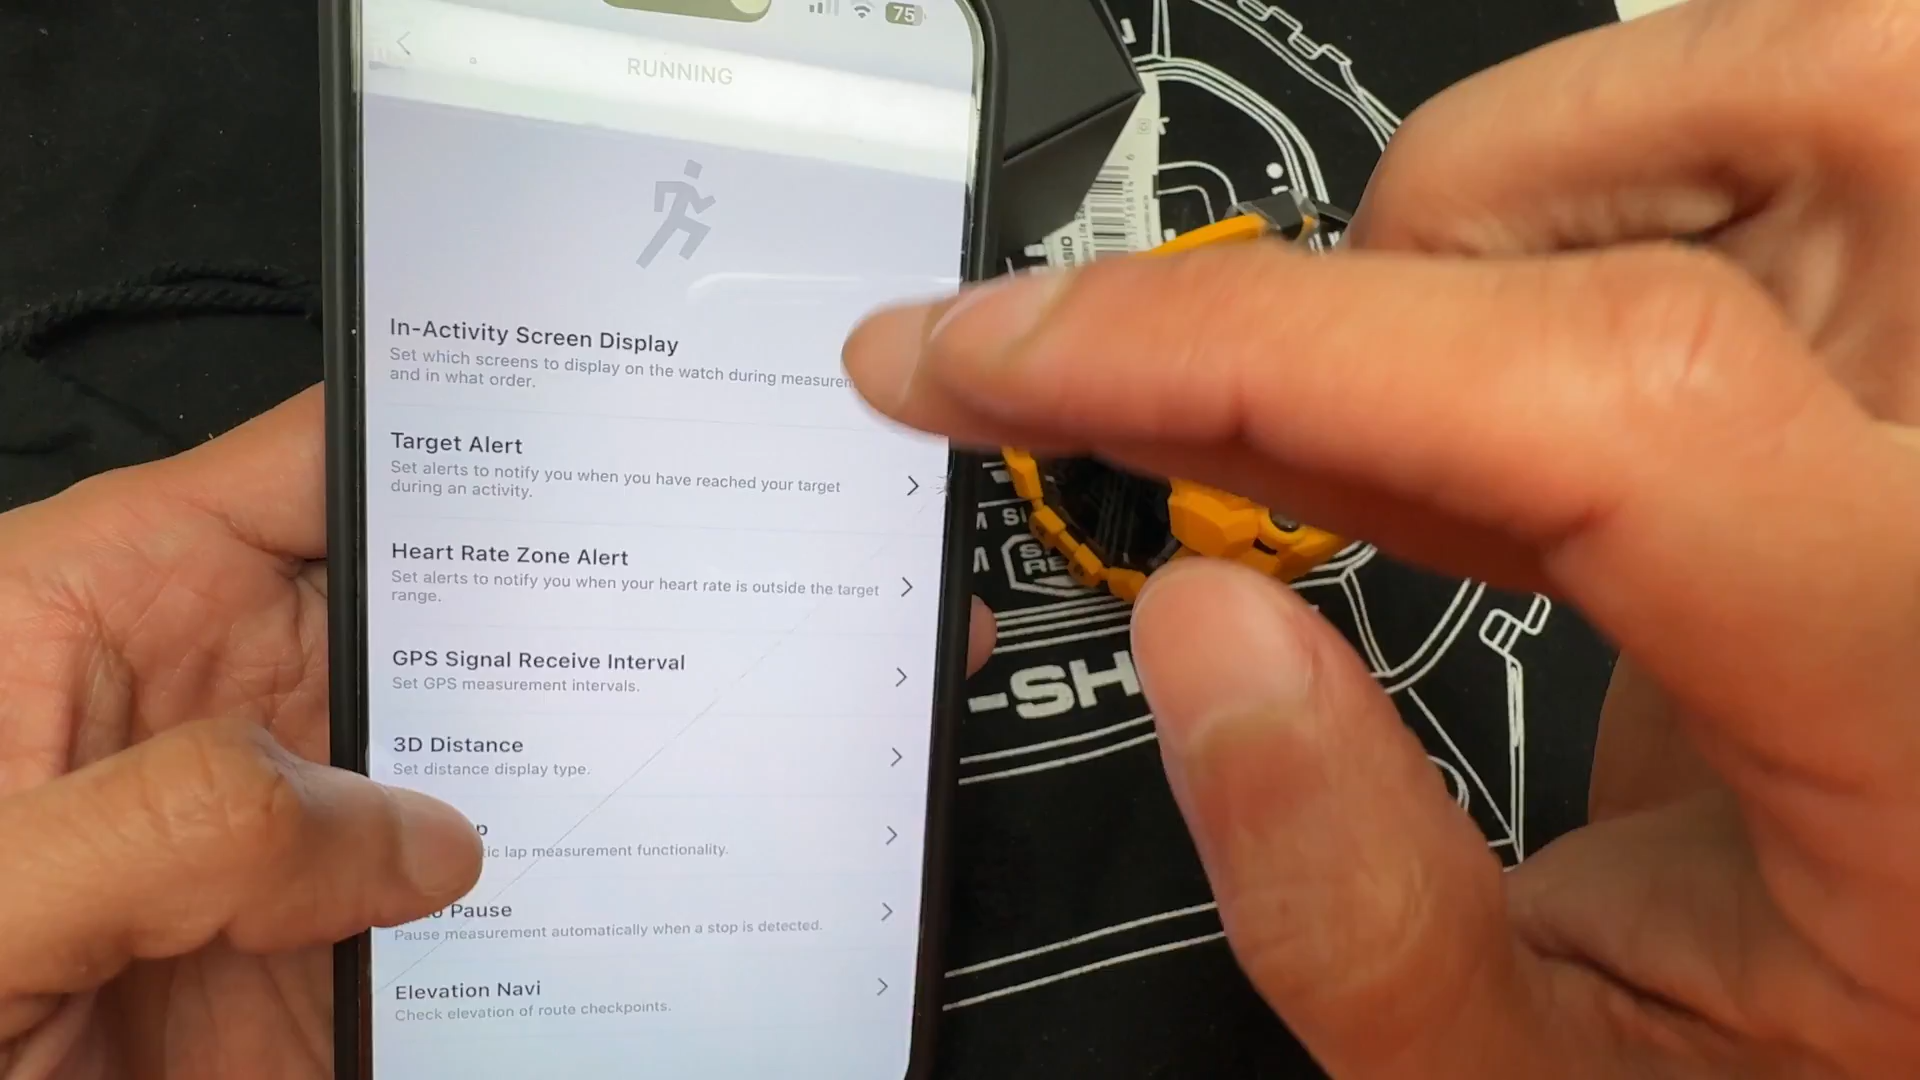 75
RUNNING
In-Activity Screen Display
Set which screens to display on the watch during
and in what order.
Target Alert
Set alerts to notify you when you have reached your target
during an activity.
Heart Rate Zone Alert
Set alerts to notify you when your heart rate is outside the target
range.
GPS Signal Receive Interval
Set GPS measurement intervals.
3D Distance
Set distance display type.
lap measurement functionality.
Pause
Pause measurement automatically when a stop is detected.
Elevation Navi
Check elevation of route checkpoints.
-SH